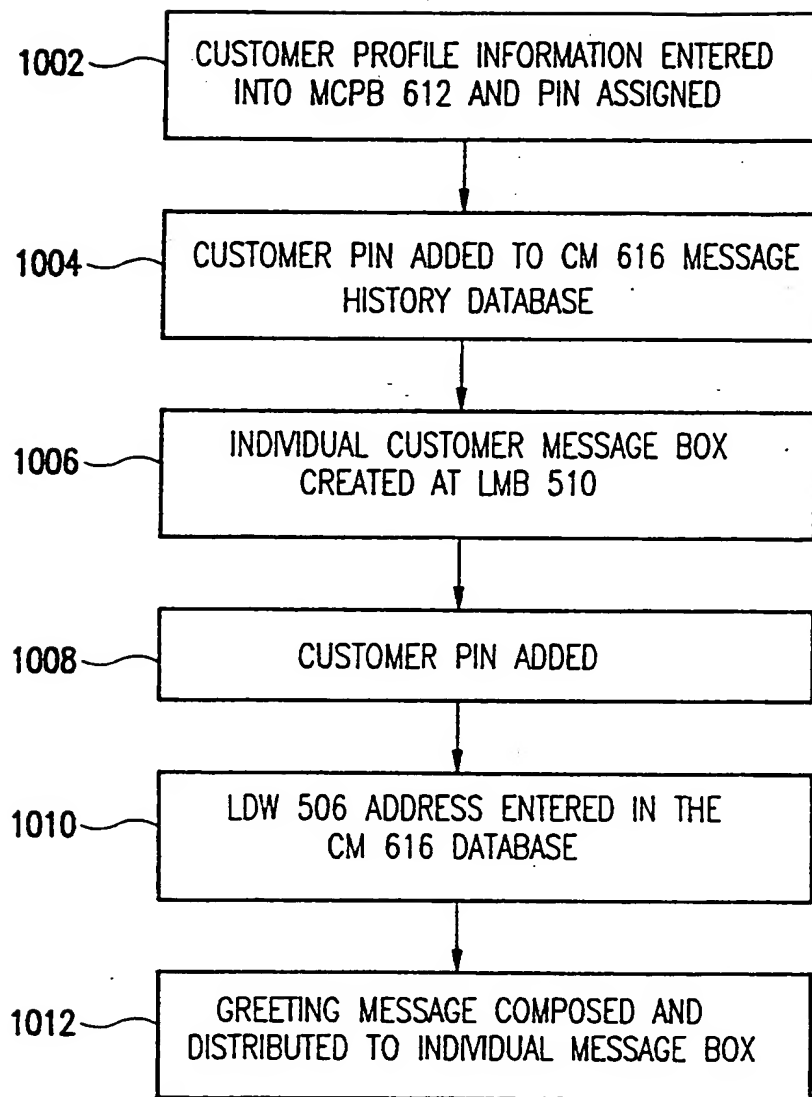 1002
CUSTOMER PROFILE INFORMATION ENTERED
INTO MCPB 612 AND PIN ASSIGNED
1004
CUSTOMER PIN ADDED TO CM 616 MESSAGE
HISTORY DATABASE
1006
INDIVIDUAL CUSTOMER MESSAGE BOX
CREATED AT LMB 510
1008
CUSTOMER PIN ADDED
1010
LDW 506 ADDRESS ENTERED IN THE
CM 616 DATABASE
1012
GREETING MESSAGE COMPOSED AND
DISTRIBUTED TO INDIVIDUAL MESSAGE BOX